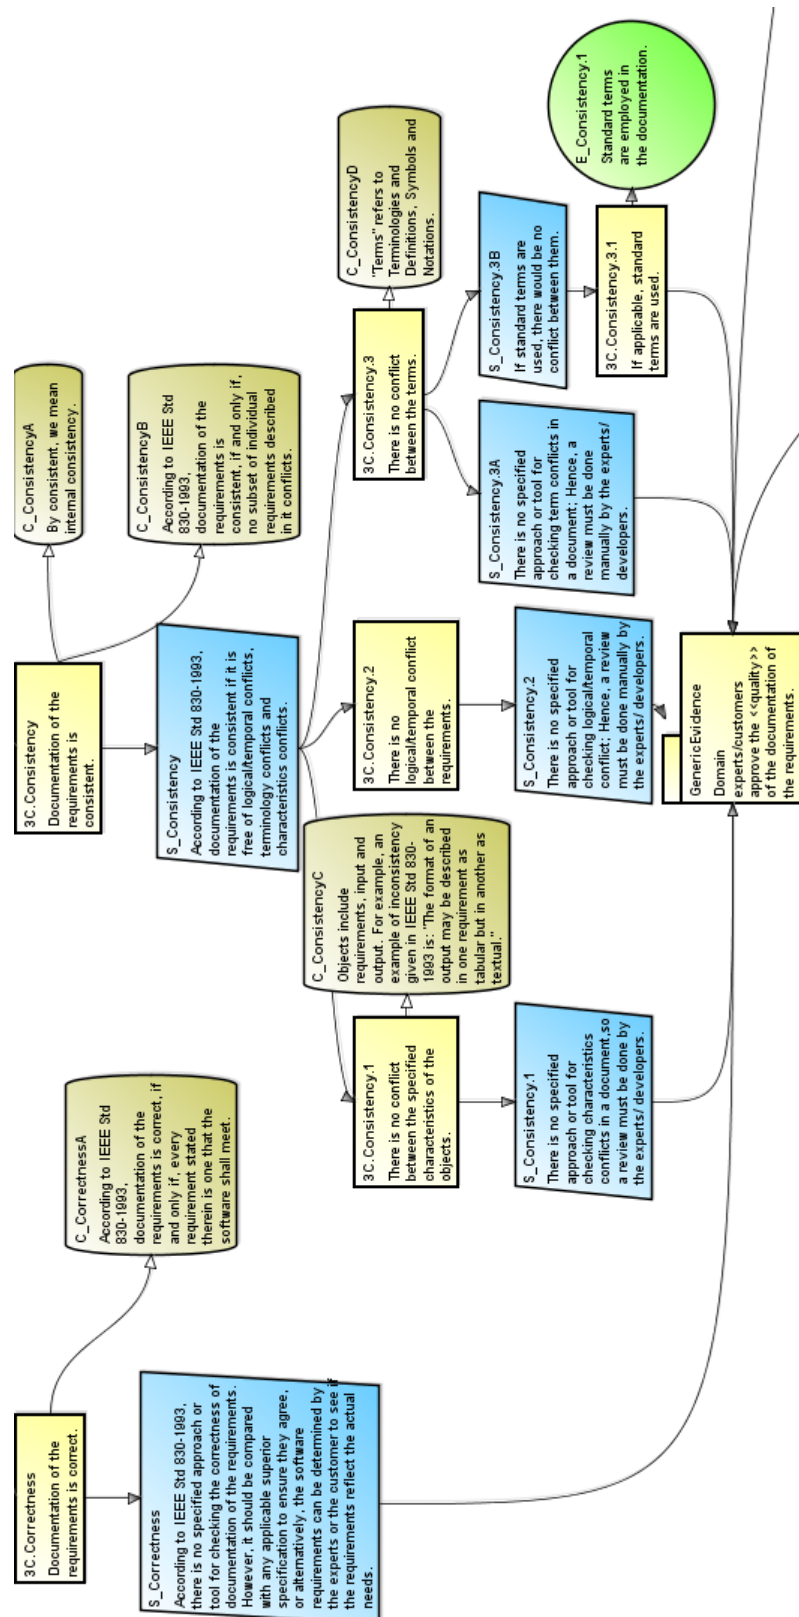 3C.Correctness
Documentation of the
requirements is correct.
C_CorrectnessA
According to IEEE Std
830-1993,
documentation of the
requirements is correct, if
and only if, every
requirement stated
therein is one that the
software shall meet.
S_Correctness
According to IEEE Std 830-1993,
there is no specified approach or
tool for checking the correctness of
documentation of the requirements.
However, it should be compared
with any applicable superior
specification to ensure they agree,
or alternatively, the software
requirements can be determined by
the experts or the customer to see if
the requirements reflect the actual
needs.
3C.Consistency
Documentation of the
requirements is
consistent.
C_ConsistencyA
By consistent, we mean
internal consistency.
C_ConsistencyB
According to IEEE Std
830-1993,
documentation of the
requirements is
consistent, if and only if,
no subset of individual
requirements described
in it conflicts.
S_Consistency
According to IEEE Std 830-1993,
documentation of the
requirements is consistent if it is
free of logical/temporal conflicts,
terminology conflicts and
characteristics conflicts.
C_ConsistencyC
Objects include
requirements, input and
output. For example, an
example of inconsistency
given in IEEE Std 830-
1993 is: "The format of an
output may be described
in one requirement as
tabular but in another as
textual."
3C.Consistency.1
There is no conflict
between the specified
characteristics of the
objects.
S_Consistency.1
There is no specified
approach or tool for
checking characteristics
conflicts in a document,so
a review must be done by
the experts/ developers.
3C.Consistency.2
There is no
logical/temporal conflict
between the
requirements.
S_Consistency.2
There is no specified
approach or tool for
checking logical/temporal
conflict; Hence, a review
must be done manually by
the experts/ developers.
3C.Consistency.3
There is no conflict
between the terms.
C_ConsistencyD
"Terms" refers to
Terminologies and
Definitions, Symbols and
Notations.
S_Consistency.3A
There is no specified
approach or tool for
checking term conflicts in
a document; Hence, a
review must be done
manually by the experts/
developers.
S_Consistency.3B
If standard terms are
used, there would be no
conflict between them.
3C.Consistency.3.1
If applicable, standard
terms are used.
E_Consistency.1
Standard terms
are employed in
the documentation.
GenericEvidence
Domain
experts/customers
approve the <<quality>>
of the documentation of
the requirements.